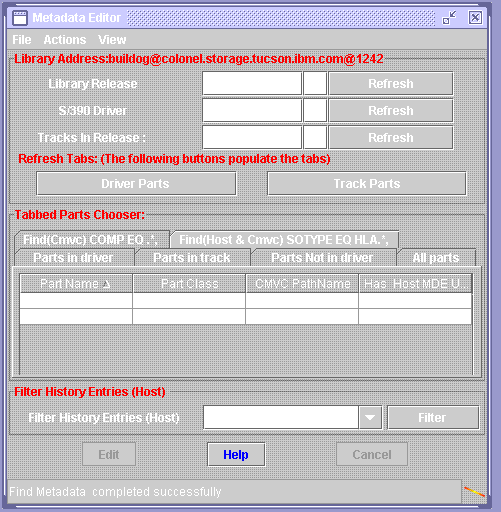 Metadata Editor
File Actions View
Library Address:buildog@colonel.storage.tucson.ibm.com@1242
Library Release Refresh
S/390 Driver Refresh
Tracks In Release : Refresh
Refresh Tabs: (The following buttons populate the tabs)
Driver Parts Track Parts
Tabbed Parts Chooser:
Find(Cmvc) COMP EQ .*, Find(Host & Cmvc) SOTYPE EQ HLA.*,
Parts in driver Parts in track Parts Not in driver All parts
Part Name Part Class CMVC PathName Has Host MDE U...
Filter History Entries (Host)
Filter History Entries (Host) Filter
Edit Help Cancel
Find Metadata completed successfully